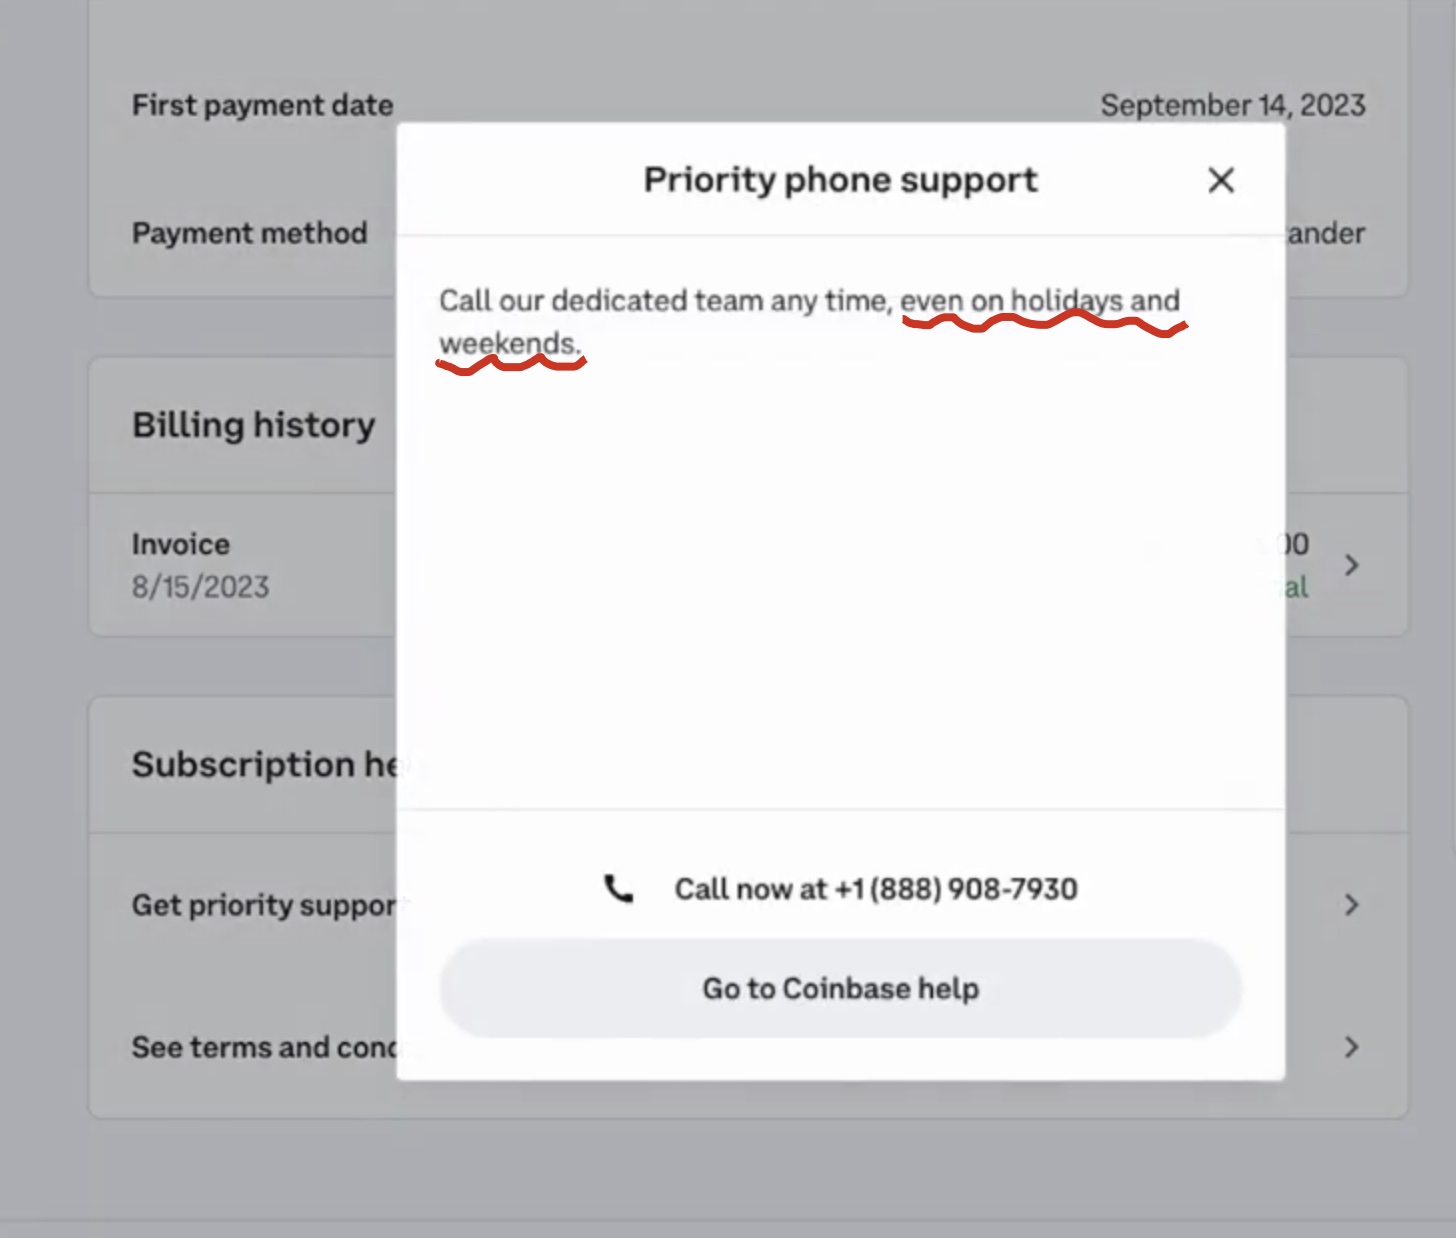 First payment date
September 14, 2023
Priority phone support
Payment method
ander
Call our dedicated team any time, even on holidays and
weekends.
Billing history
Invoice
00
8/15/2023
al
Subscription he
Get priority suppor
Call now at +1 (888) 908-7930
Go to Coinbase help
See terms and cond